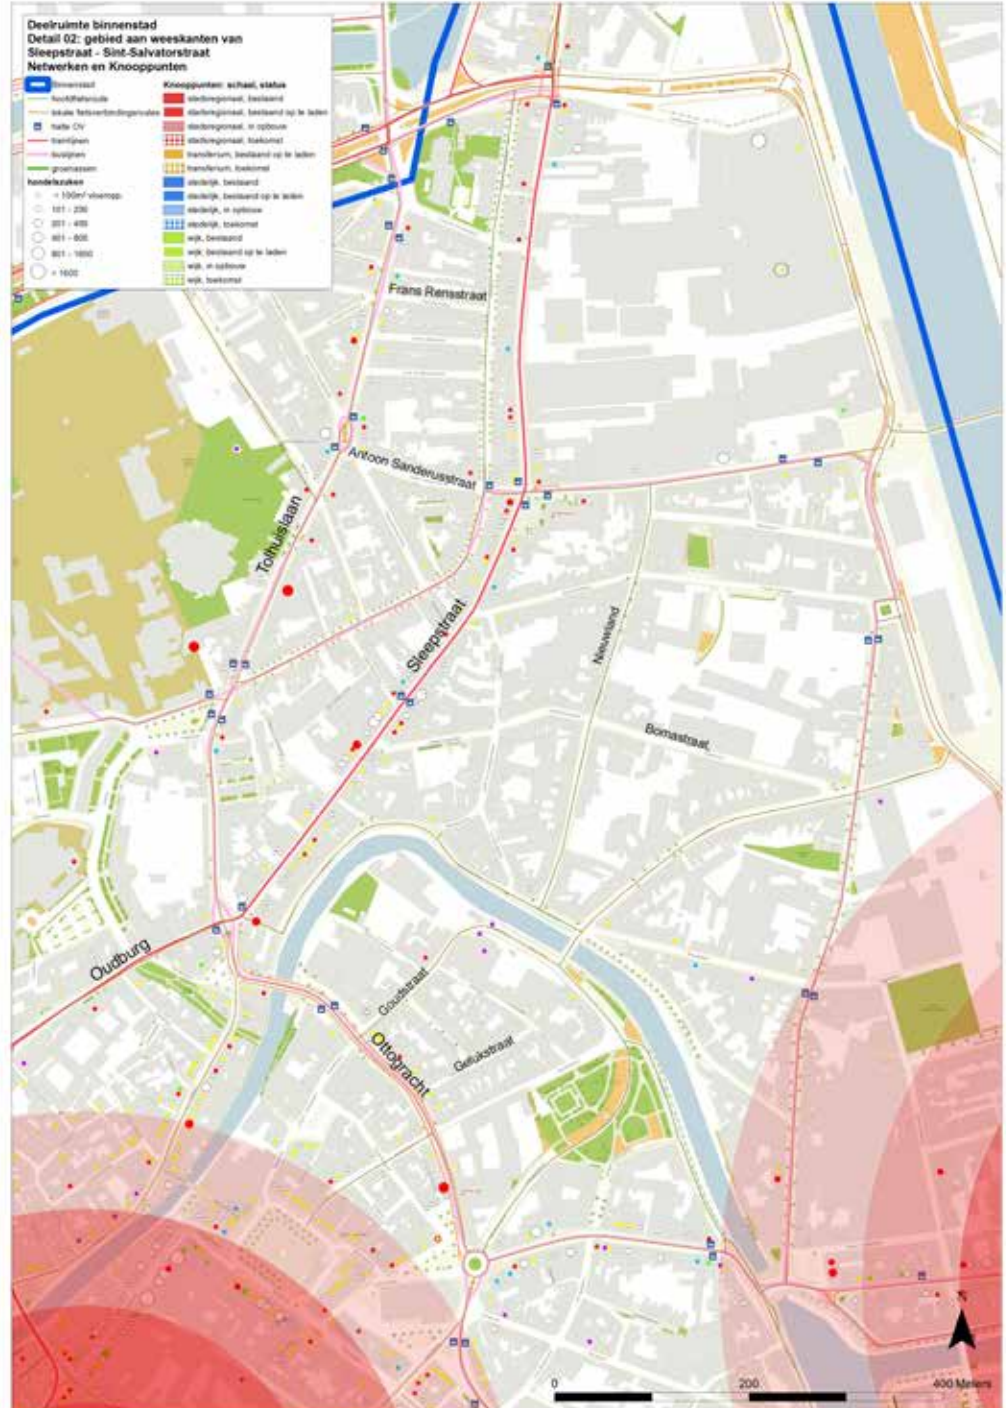 Deelruimte binnenstad
Detail 02: gebied aan weeskanten van
Sleepstraat - Sint-Salvatorstraat
Netwerken en Knooppunten
Binnenstad
hoofdfietsroute
lokale fietsverbindingsroutes
halte OV
tramlijnen
buslijnen
groenassen
handelszaken
< 100m² vloeropp.
101 - 200
201 - 400
401 - 800
801 - 1600
> 1600
Knooppunten: schaal, status
stadsregionaal, bestaand
stadsregionaal, bestaand op te laden
stadsregionaal, in opbouw
stadsregionaal, toekomst
transferium, bestaand op te laden
transferium, toekomst
stedelijk, bestaand
stedelijk, bestaand op te laden
stedelijk, in opbouw
stedelijk, toekomst
wijk, bestaand
wijk, bestaand op te laden
wijk, in opbouw
wijk, toekomst
Frans Rensstraat
Antoon Sanderusstraat
Tolhuislaan
Sleepstraat
Nieuwland
Bomastraat
Oudburg
Goudstraat
Ottogracht
Gelukstraat
0 200 400 Meters